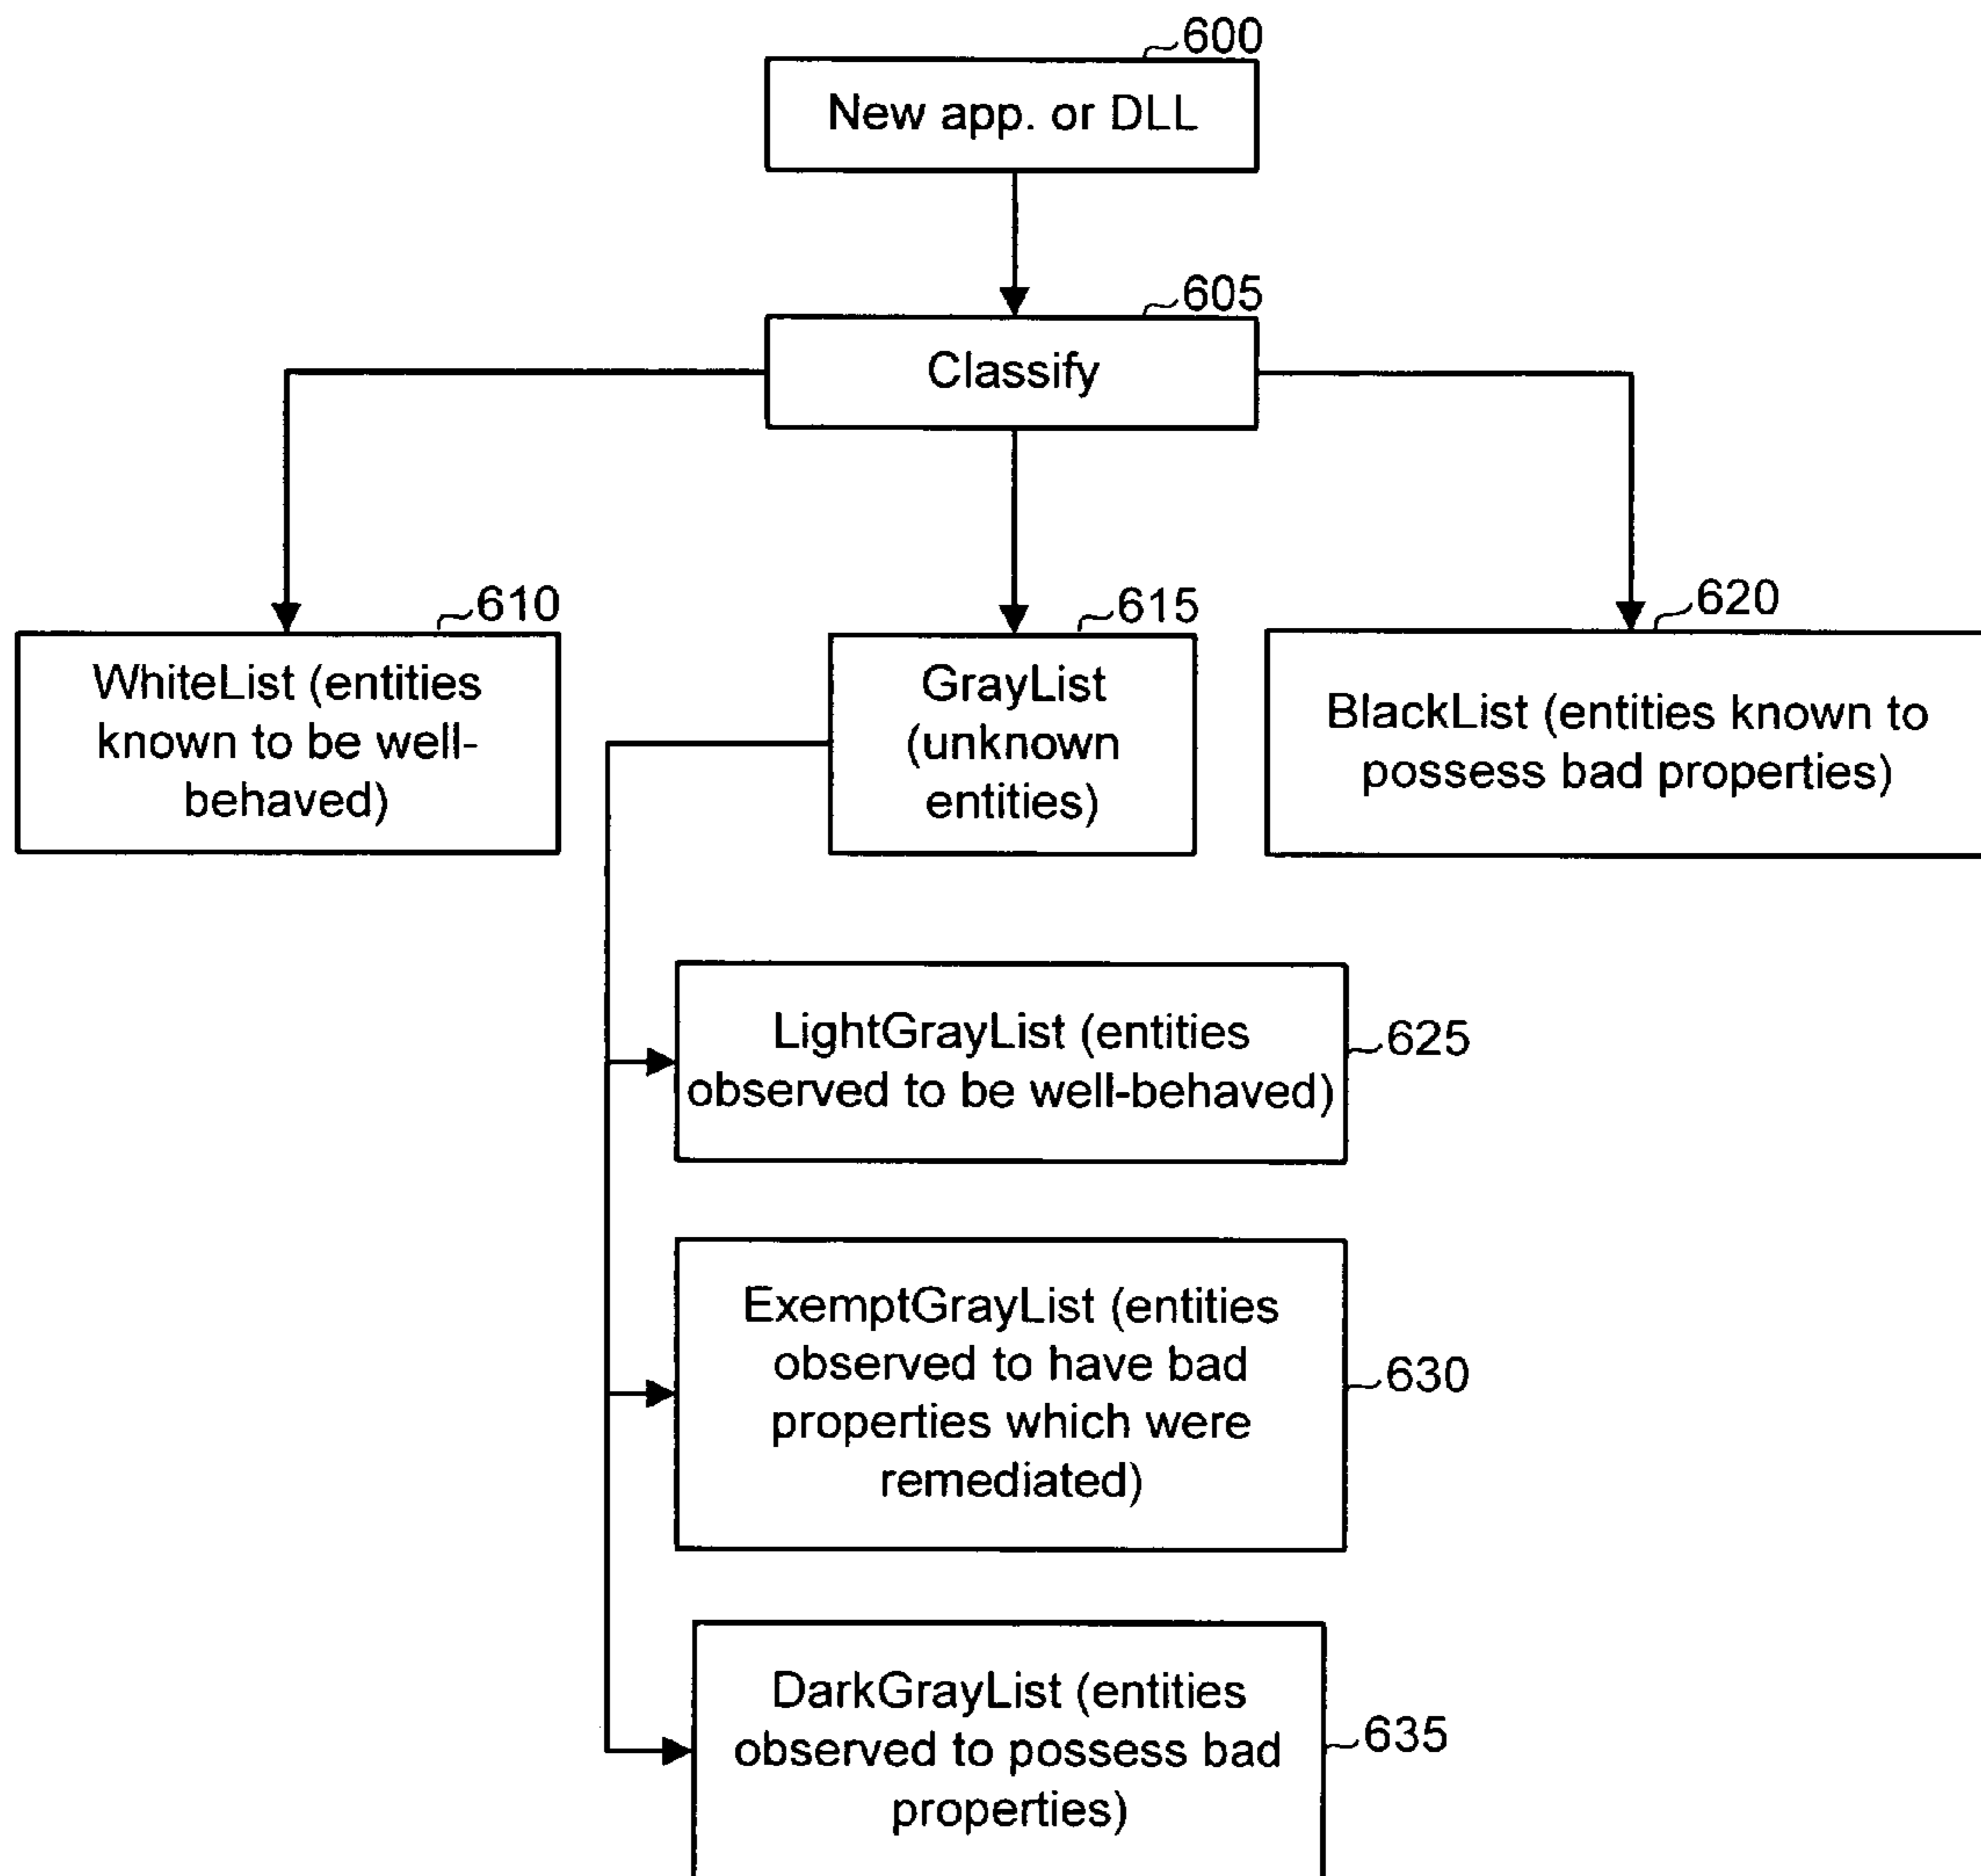 600
New app. or DLL
605
Classify
610
WhiteList (entities
known to be well-
behaved)
615
GrayList
(unknown
entities)
620
BlackList (entities known to
possess bad properties)
LightGrayList (entities
observed to be well-behaved)
625
ExemptGrayList (entities
observed to have bad
properties which were
remediated)
630
DarkGrayList (entities
observed to possess bad
properties)
635